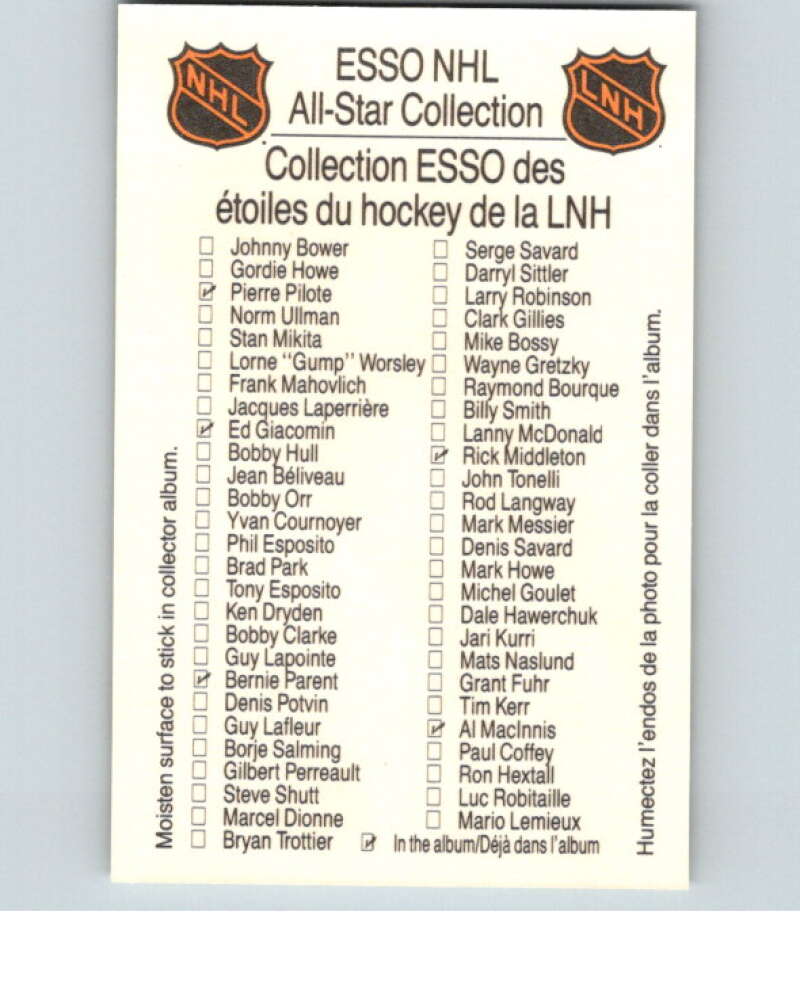 NHL
ESSO NHL
All-Star Collection
LNH
Collection ESSO des
étoiles du hockey de la LNH
☐ Johnny Bower
☐ Gordie Howe
☑ Pierre Pilote
☐ Norm Ullman
☐ Stan Mikita
☐ Lorne "Gump" Worsley
☐ Frank Mahovlich
☐ Jacques Laperrière
☑ Ed Giacomin
☐ Bobby Hull
☐ Jean Béliveau
☐ Bobby Orr
☐ Yvan Cournoyer
☐ Phil Esposito
☐ Brad Park
☐ Tony Esposito
☐ Ken Dryden
☐ Bobby Clarke
☐ Guy Lapointe
☑ Bernie Parent
☐ Denis Potvin
☐ Guy Lafleur
☐ Borje Salming
☐ Gilbert Perreault
☐ Steve Shutt
☐ Marcel Dionne
☐ Bryan Trottier
☐ Serge Savard
☐ Darryl Sittler
☐ Larry Robinson
☐ Clark Gillies
☐ Mike Bossy
☐ Wayne Gretzky
☐ Raymond Bourque
☐ Billy Smith
☐ Lanny McDonald
☑ Rick Middleton
☐ John Tonelli
☐ Rod Langway
☐ Mark Messier
☐ Denis Savard
☐ Mark Howe
☐ Michel Goulet
☐ Dale Hawerchuk
☐ Jari Kurri
☐ Mats Naslund
☐ Grant Fuhr
☐ Tim Kerr
☑ Al MacInnis
☐ Paul Coffey
☐ Ron Hextall
☐ Luc Robitaille
☐ Mario Lemieux
☑ In the album/Déjà dans l'album
Moisten surface to stick in collector album.
Humectez l'endos de la photo pour la coller dans l'album.